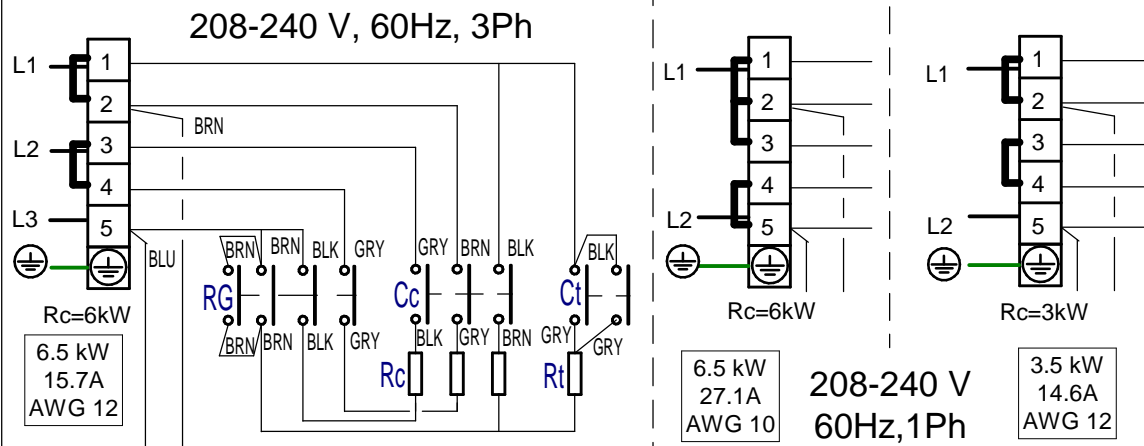 208-240 V, 60Hz, 3Ph
L1
1
2
BRN
L2
3
4
L3
5
BLU
BRN BRN BLK GRY GRY BRN BLK BLK
RG Cc Ct
BRN BRN BLK GRY BLK GRY BRN GRY GRY
Rc Rt
Rc=6kW
6.5 kW
15.7A
AWG 12
L1
1
2
3
4
L2
5
Rc=6kW
6.5 kW
27.1A
AWG 10
L1
1
2
3
4
L2
5
Rc=3kW
3.5 kW
14.6A
AWG 12
208-240 V
60Hz,1Ph